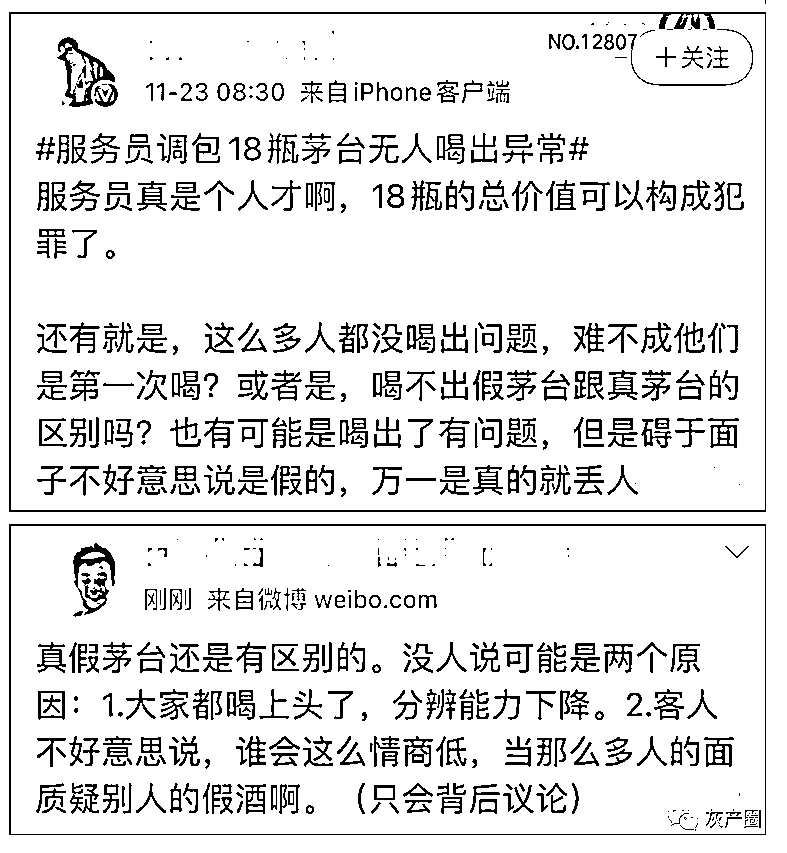 NO.12807
+关注
11-23 08:30 来自iPhone客户端
#服务员调包18瓶茅台无人喝出异常#
服务员真是个人才啊，18瓶的总价值可以构成犯
罪了。
还有就是，这么多人都没喝出问题，难不成他们
是第一次喝？或者是，喝不出假茅台跟真茅台的
区别吗？也有可能是喝出了有问题，但是碍于面
子不好意思说是假的，万一是真的就丢人
刚刚 来自微博 weibo.com
真假茅台还是有区别的。没人说可能是两个原
因：1.大家都喝上头了，分辨能力下降。2.客人
不好意思说，谁会这么情商低，当那么多人的面
质疑别人的假酒啊。（只会背后议论）
灰产圈